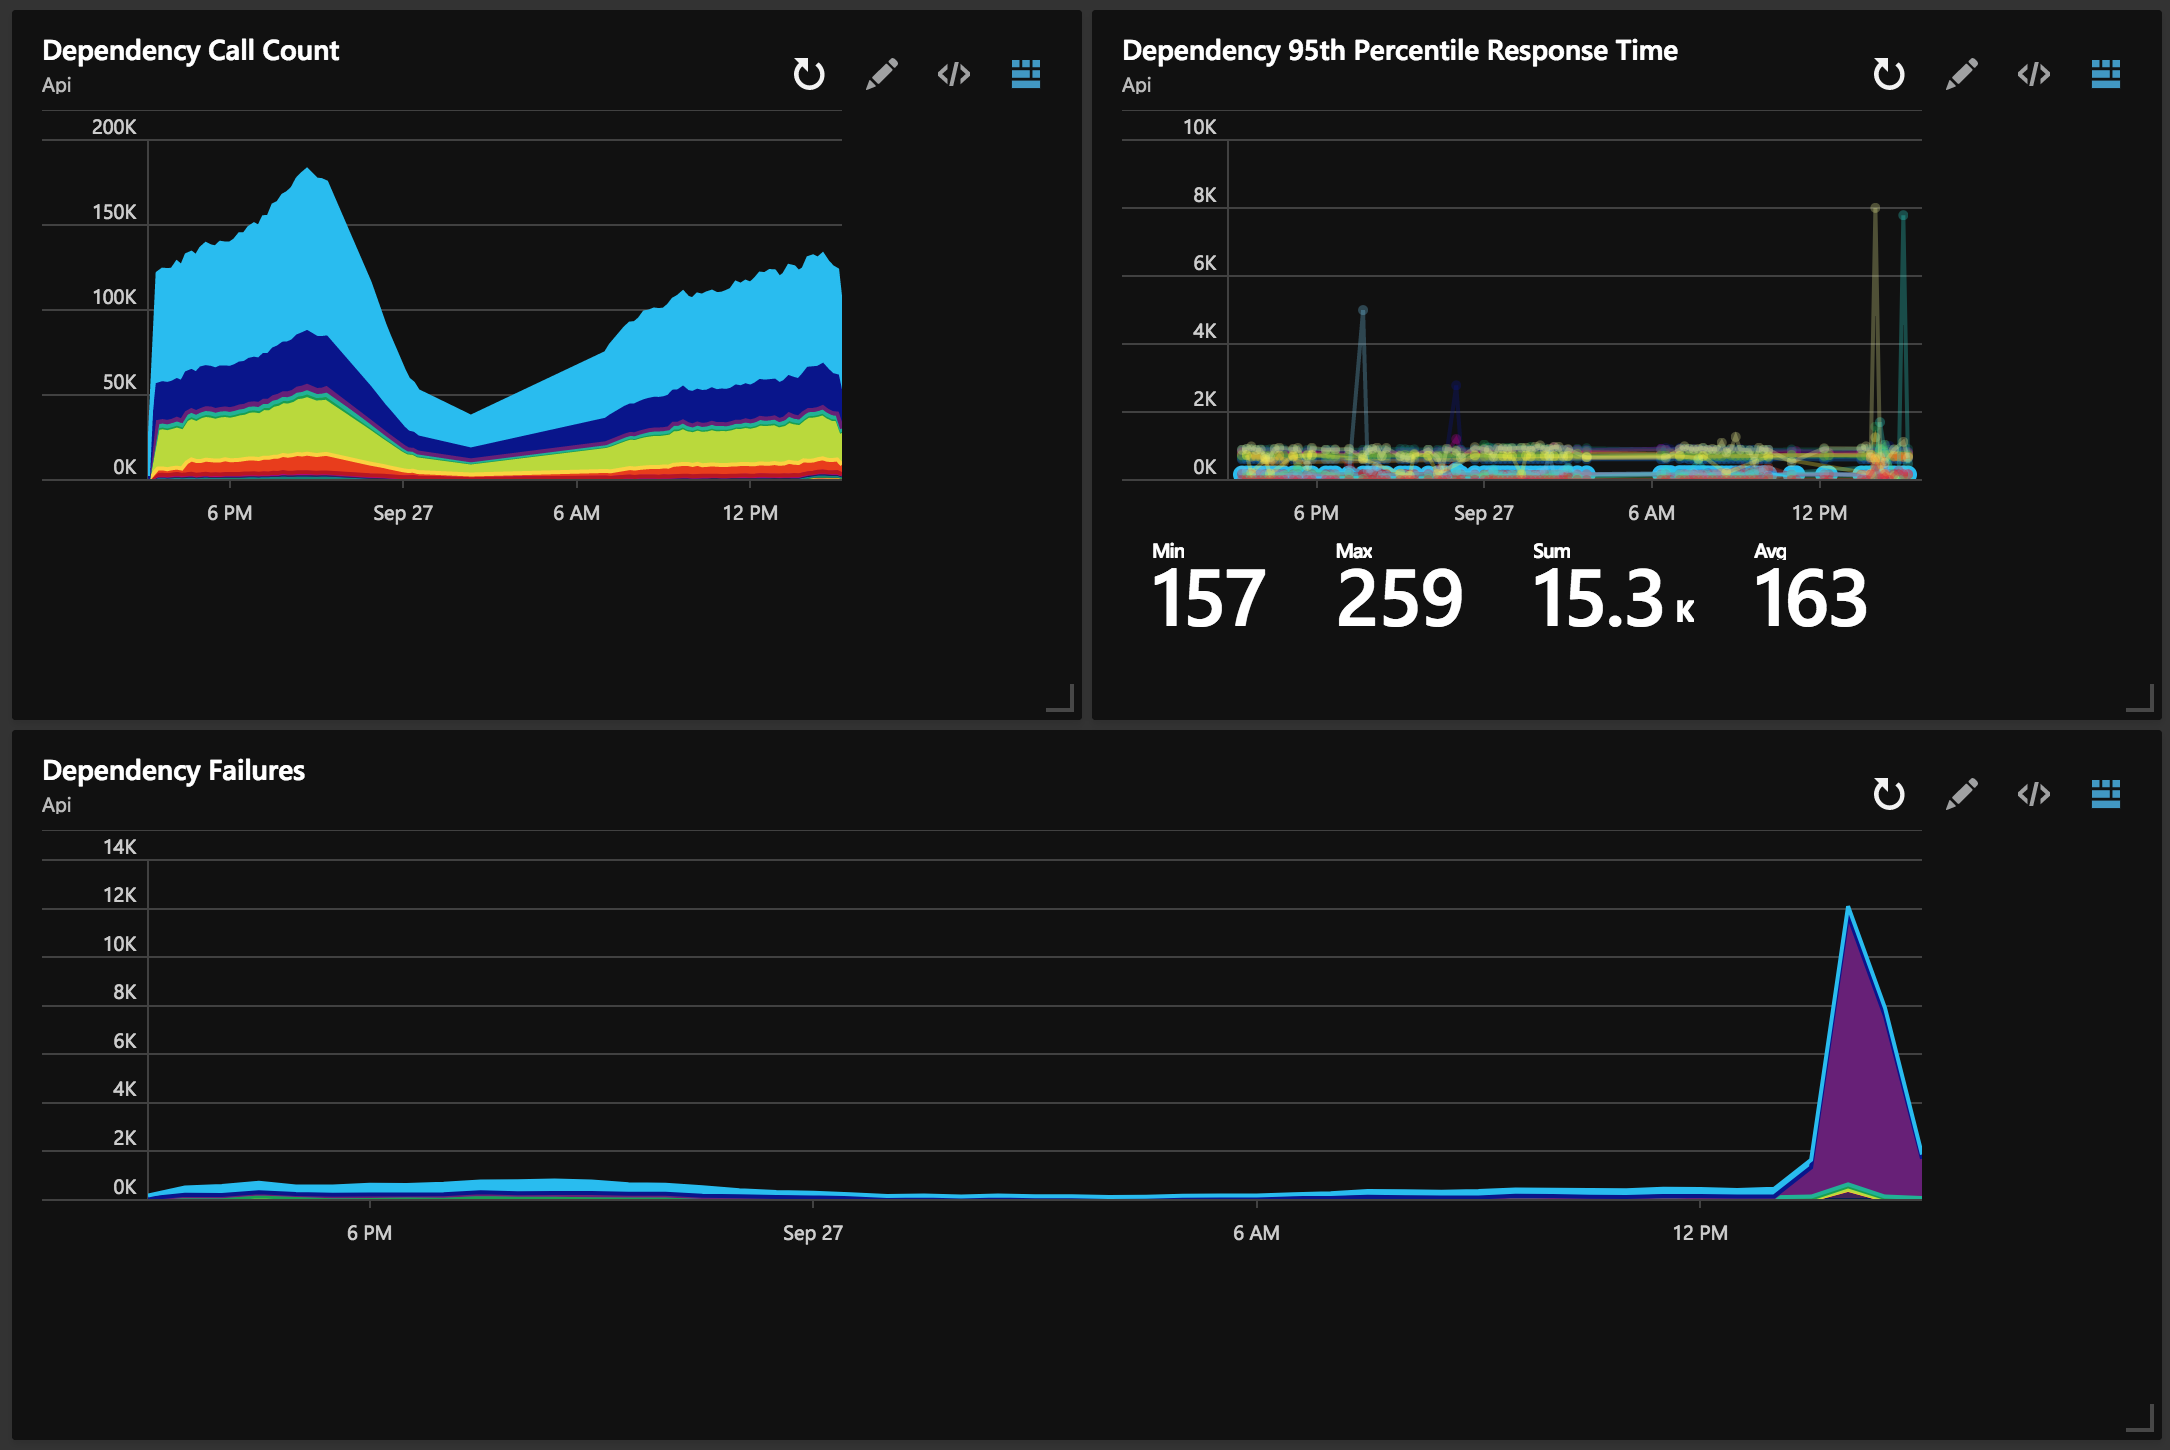 Dependency Call Count
Api
200K
150K
100K
50K
0K
6 PM
Sep 27
6 AM
12 PM
Dependency 95th Percentile Response Time
Api
10K
8K
6K
4K
2K
0K
6 PM
Sep 27
6 AM
12 PM
Min
Max
Sum
Avg
157
259
15.3 K
163
Dependency Failures
Api
14K
12K
10K
8K
6K
4K
2K
0K
6 PM
Sep 27
6 AM
12 PM